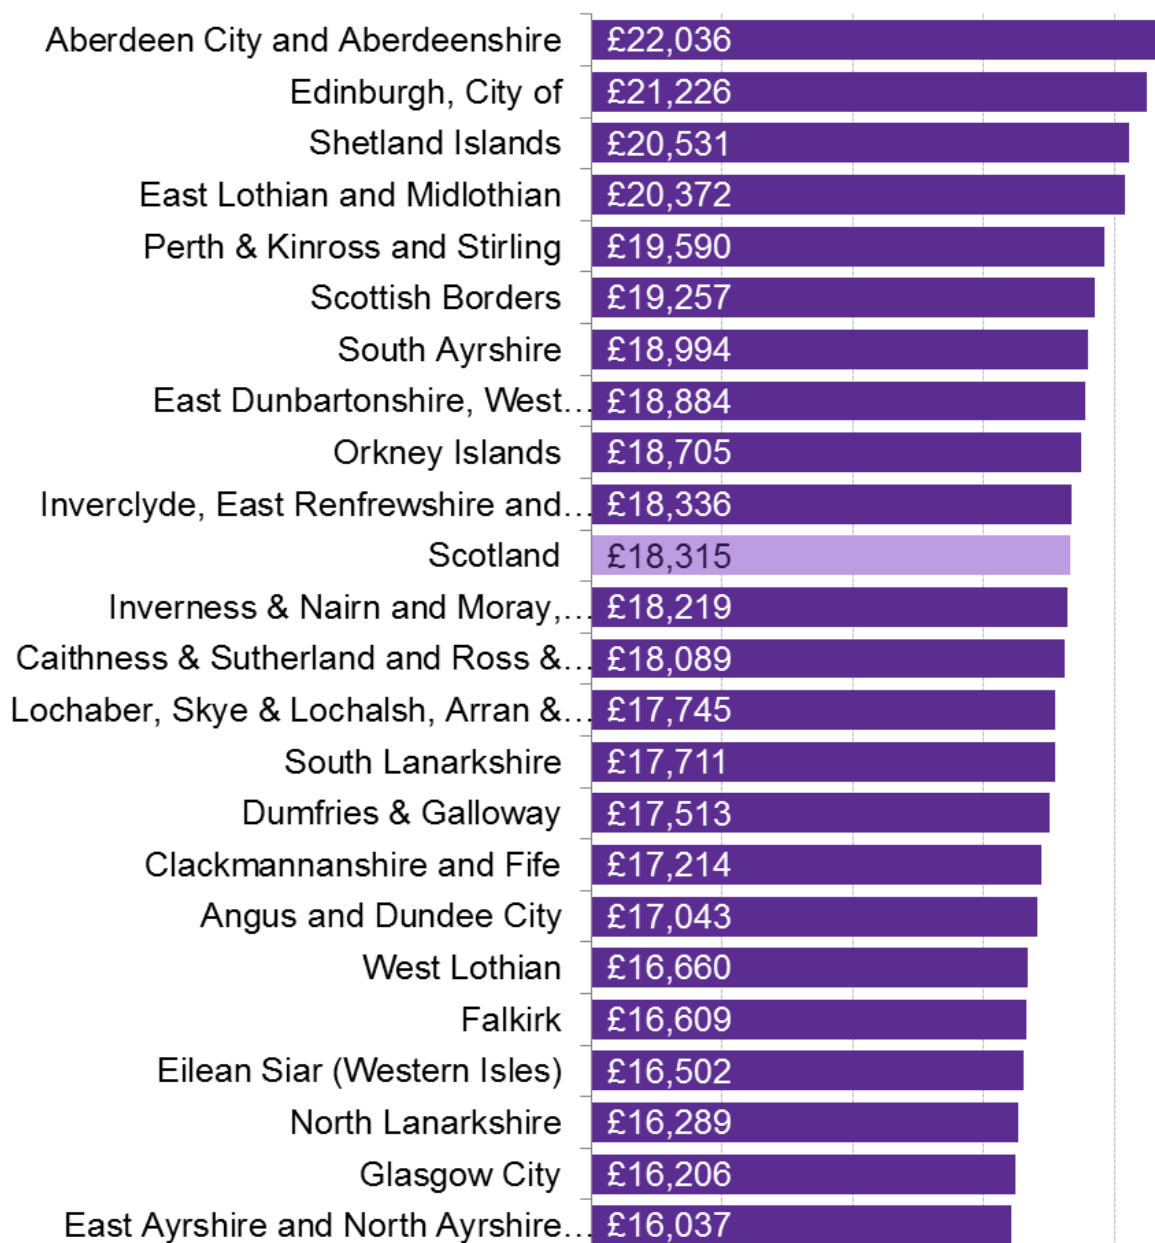 Aberdeen City and Aberdeenshire £22,036
Edinburgh, City of £21,226
Shetland Islands £20,531
East Lothian and Midlothian £20,372
Perth & Kinross and Stirling £19,590
Scottish Borders £19,257
South Ayrshire £18,994
East Dunbartonshire, West... £18,884
Orkney Islands £18,705
Inverclyde, East Renfrewshire and... £18,336
Scotland £18,315
Inverness & Nairn and Moray,... £18,219
Caithness & Sutherland and Ross &... £18,089
Lochaber, Skye & Lochalsh, Arran &... £17,745
South Lanarkshire £17,711
Dumfries & Galloway £17,513
Clackmannanshire and Fife £17,214
Angus and Dundee City £17,043
West Lothian £16,660
Falkirk £16,609
Eilean Siar (Western Isles) £16,502
North Lanarkshire £16,289
Glasgow City £16,206
East Ayrshire and North Ayrshire... £16,037